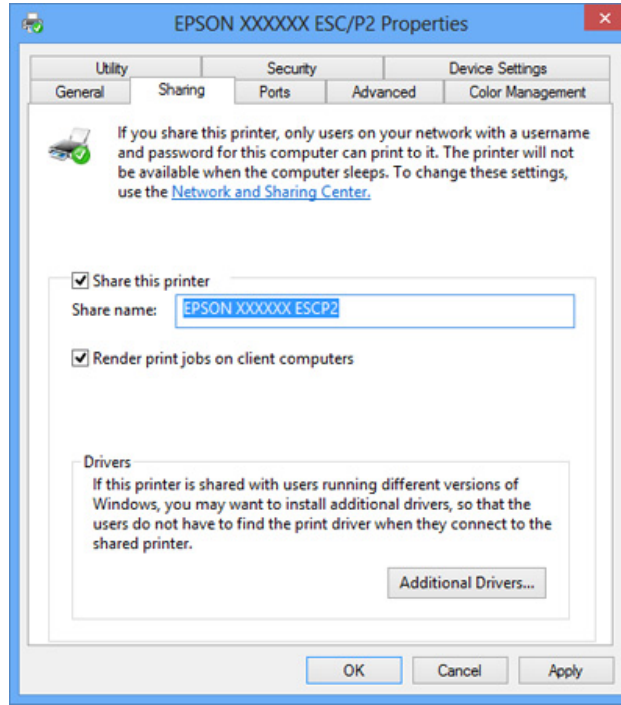 EPSON XXXXXX ESC/P2 Properties
Utility Security Device Settings
General Sharing Ports Advanced Color Management
If you share this printer, only users on your network with a username
and password for this computer can print to it. The printer will not
be available when the computer sleeps. To change these settings,
use the Network and Sharing Center.
Share this printer
Share name: EPSON XXXXXX ESCP2
Render print jobs on client computers
Drivers
If this printer is shared with users running different versions of
Windows, you may want to install additional drivers, so that the
users do not have to find the print driver when they connect to the
shared printer.
Additional Drivers...
OK Cancel Apply